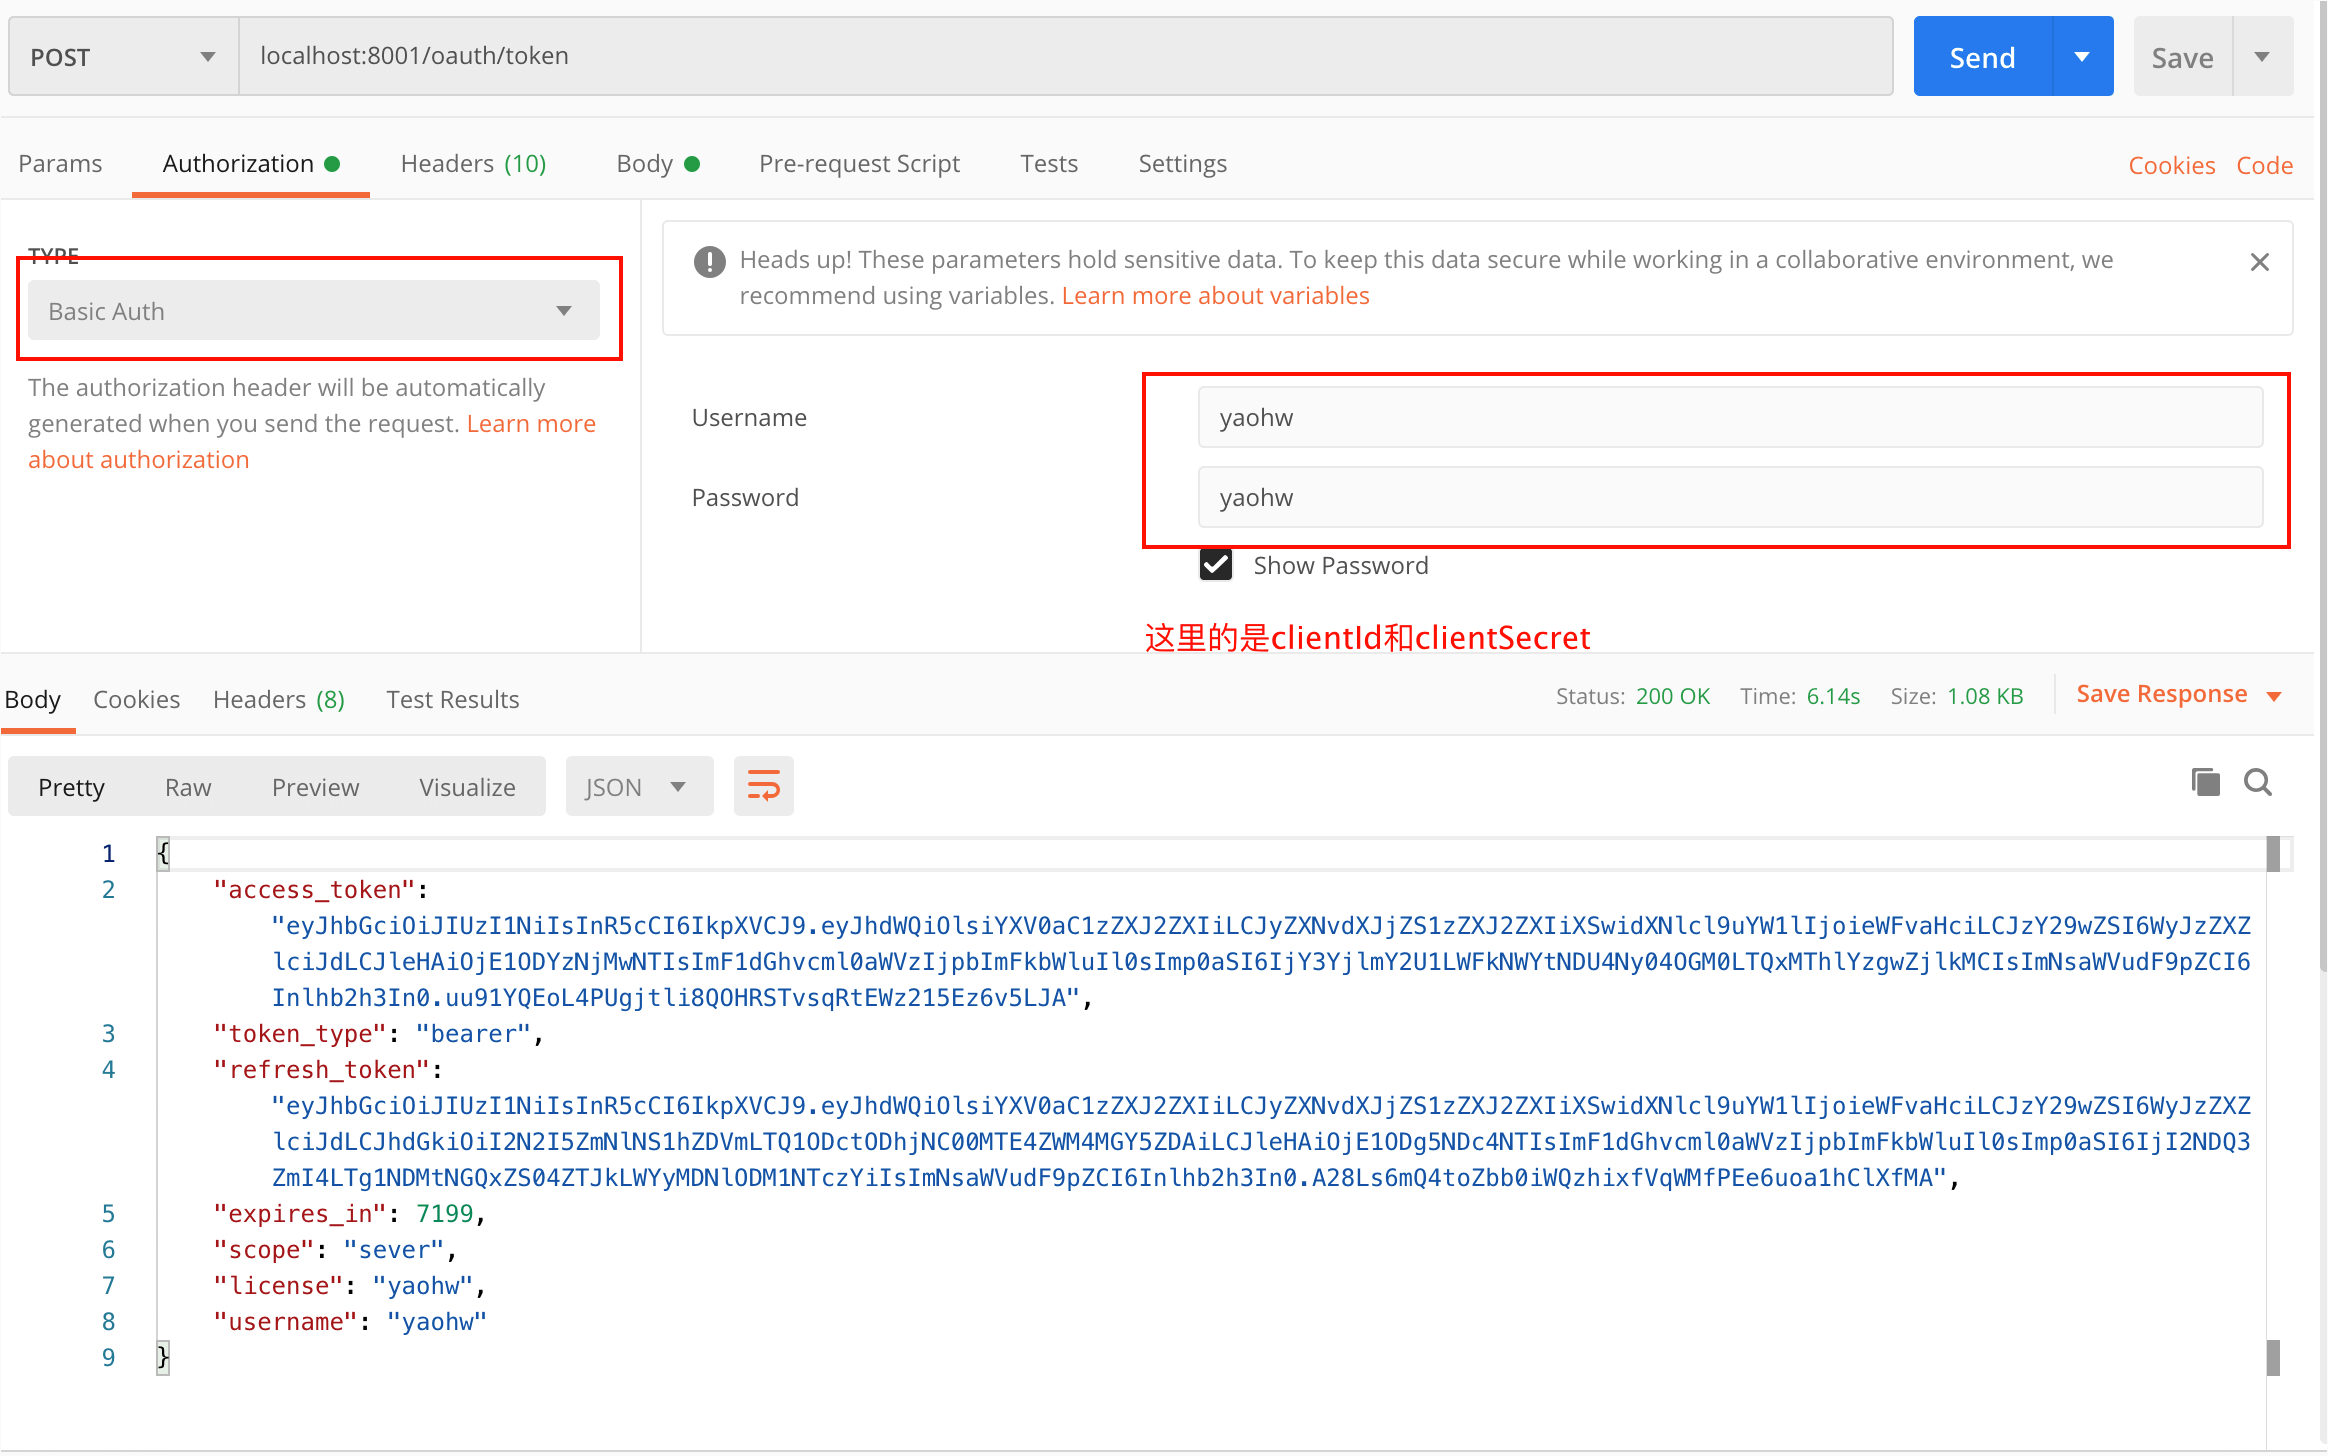 POST
localhost:8001/oauth/token
Send
Save
Params
Authorization
Headers (10)
Body
Pre-request Script
Tests
Settings
Cookies
Code
TYPE
Basic Auth
The authorization header will be automatically
generated when you send the request. Learn more
about authorization
Heads up! These parameters hold sensitive data. To keep this data secure while working in a collaborative environment, we
recommend using variables. Learn more about variables
Username
yaohw
Password
yaohw
Show Password
这里的是clientId和clientSecret
Body
Cookies
Headers (8)
Test Results
Status: 200 OK
Time: 6.14s
Size: 1.08 KB
Save Response
Pretty
Raw
Preview
Visualize
JSON
1 {
2 "access_token":
"eyJhbGciOiJIUzI1NiIsInR5cCI6IkpXVCJ9.eyJhdWQiOlsiYXV0aC1zZXJ2ZXIiLCJyZXNvdXJjZS1zZXJ2ZXIiXSwidXNlcl9uYW1lIjoieWFvaHciLCJzY29wZSI6WyJzZXZ
lciJdLCJleHAiOjE1ODYzNjMwNTIsImF1dGhvcml0aWVzIjpbImFkbWluIl0sImp0aSI6IjY3YjlmY2U1LWFkNWYtNDU4Ny04OGM0LTQxMThlYzgwZjlkMCIsImNsaWVudF9pZCI6
Inlhb2h3In0.uu91YQEoL4PUgjtli8QOHRSTvsqRtEWz215Ez6v5LJA",
3 "token_type": "bearer",
4 "refresh_token":
"eyJhbGciOiJIUzI1NiIsInR5cCI6IkpXVCJ9.eyJhdWQiOlsiYXV0aC1zZXJ2ZXIiLCJyZXNvdXJjZS1zZXJ2ZXIiXSwidXNlcl9uYW1lIjoieWFvaHciLCJzY29wZSI6WyJzZXZ
lciJdLCJhdGkiOiI2N2I5ZmNlNS1hZDVmLTQ1ODctODhjNC00MTE4ZWM4MGY5ZDAiLCJleHAiOjE1ODg5NDc4NTIsImF1dGhvcml0aWVzIjpbImFkbWluIl0sImp0aSI6IjI2NDQ3
ZmI4LTg1NDMtNGQxZS04ZTJkLWYyMDNlODM1NTczYiIsImNsaWVudF9pZCI6Inlhb2h3In0.A28Ls6mQ4toZbb0iWQzhixfVqWMfPEe6uoa1hClXfMA",
5 "expires_in": 7199,
6 "scope": "sever",
7 "license": "yaohw",
8 "username": "yaohw"
9 }